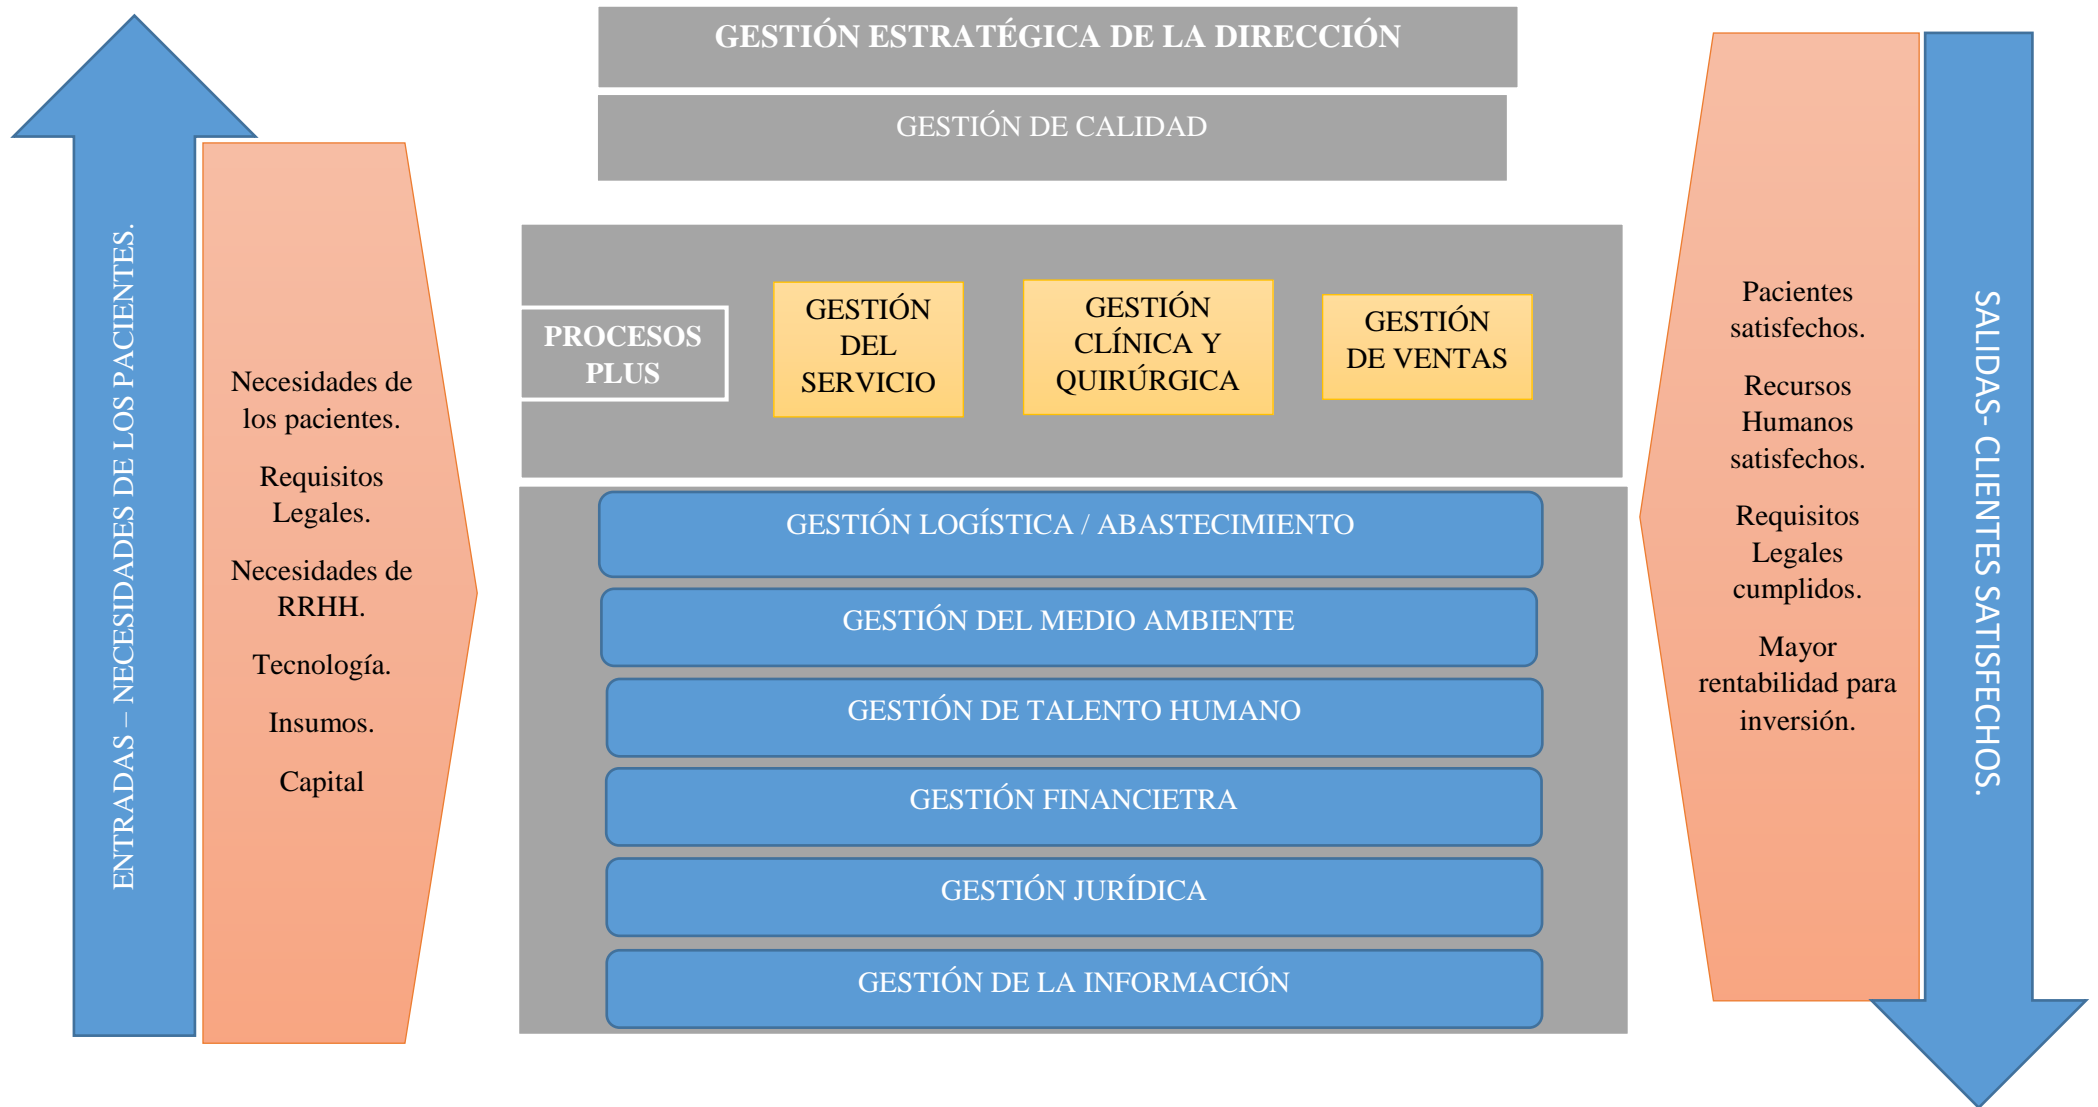 GESTIÓN ESTRATÉGICA DE LA DIRECCIÓN
GESTIÓN DE CALIDAD
ENTRADAS – NECESIDADES DE LOS PACIENTES.
Necesidades de
los pacientes.
Requisitos
Legales.
Necesidades de
RRHH.
Tecnología.
Insumos.
Capital
PROCESOS
PLUS
GESTIÓN
DEL
SERVICIO
GESTIÓN
CLÍNICA Y
QUIRÚRGICA
GESTIÓN
DE VENTAS
GESTIÓN LOGÍSTICA / ABASTECIMIENTO
GESTIÓN DEL MEDIO AMBIENTE
GESTIÓN DE TALENTO HUMANO
GESTIÓN FINANCIETRA
GESTIÓN JURÍDICA
GESTIÓN DE LA INFORMACIÓN
Pacientes
satisfechos.
Recursos
Humanos
satisfechos.
Requisitos
Legales
cumplidos.
Mayor
rentabilidad para
inversión.
SALIDAS- CLIENTES SATISFECHOS.